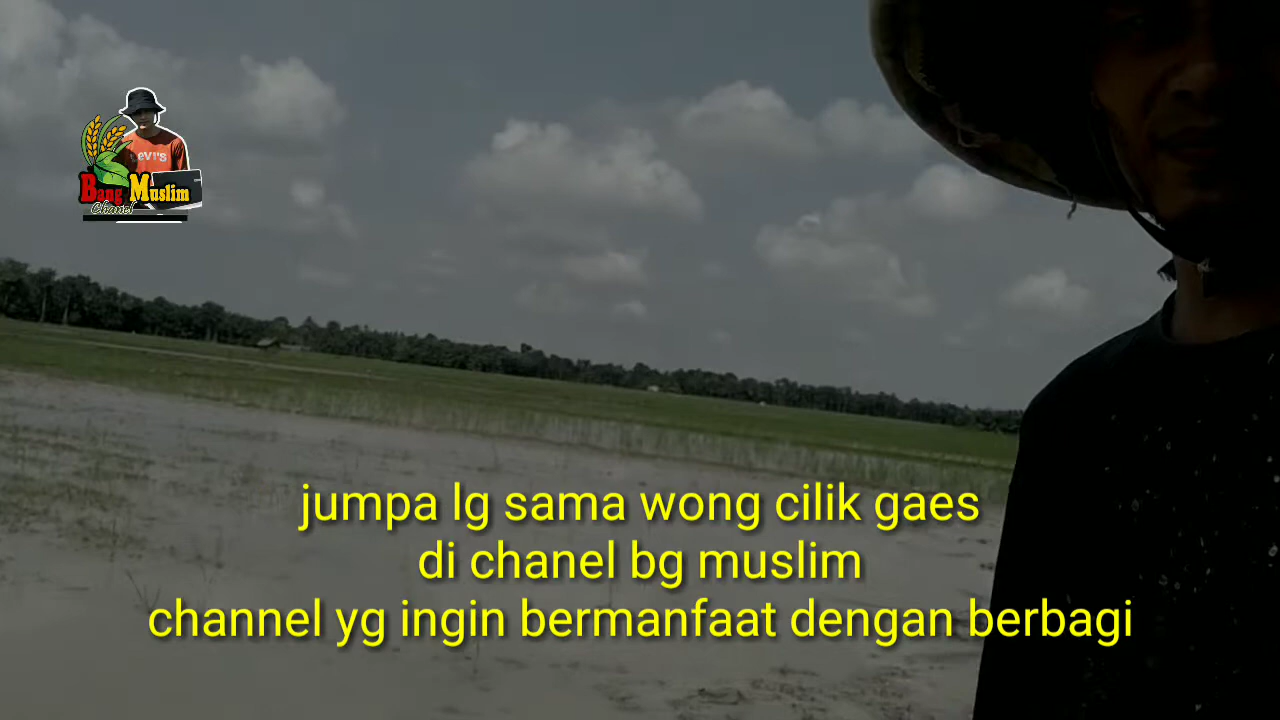 LEVI'S
Bang Muslim
Chanel
jumpa lg sama wong cilik gaes
di chanel bg muslim
channel yg ingin bermanfaat dengan berbagi